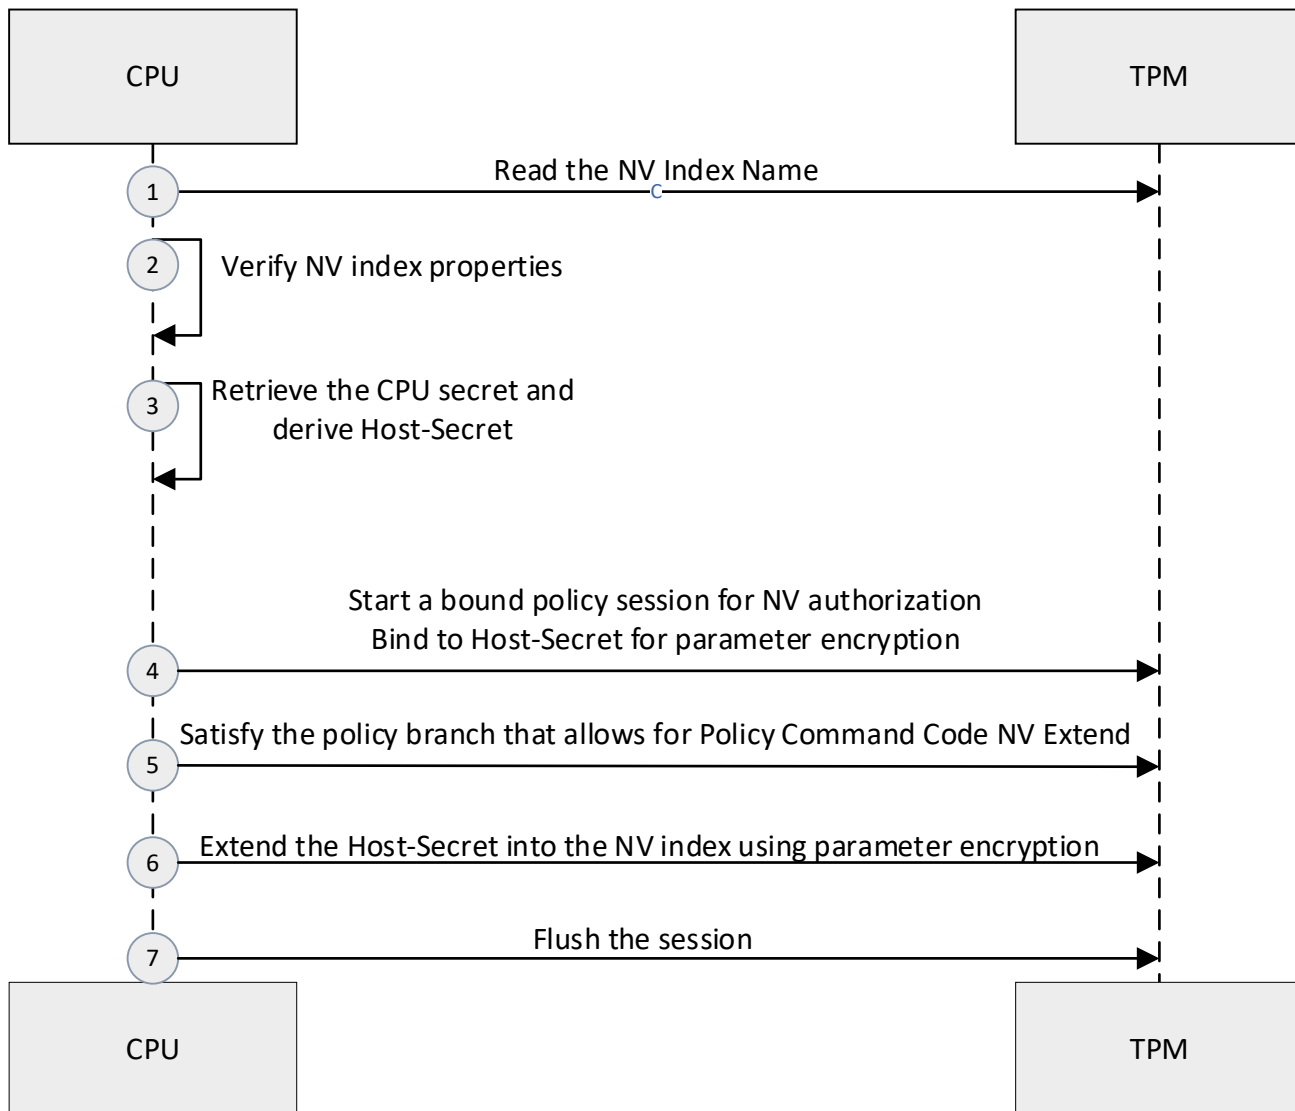 CPU
TPM
Read the NV Index Name
1
C
2
Verify NV index properties
3
Retrieve the CPU secret and
derive Host-Secret
Start a bound policy session for NV authorization
Bind to Host-Secret for parameter encryption
4
Satisfy the policy branch that allows for Policy Command Code NV Extend
5
Extend the Host-Secret into the NV index using parameter encryption
6
Flush the session
7
CPU
TPM